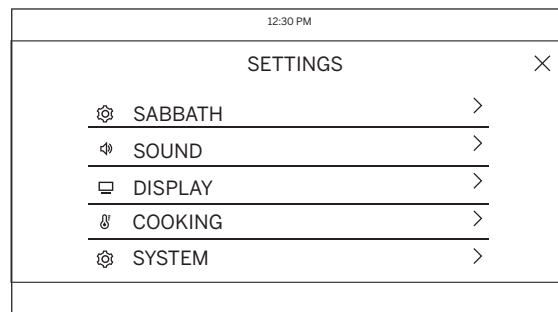 12:30 PM
SETTINGS
SABBATH
SOUND
DISPLAY
COOKING
SYSTEM